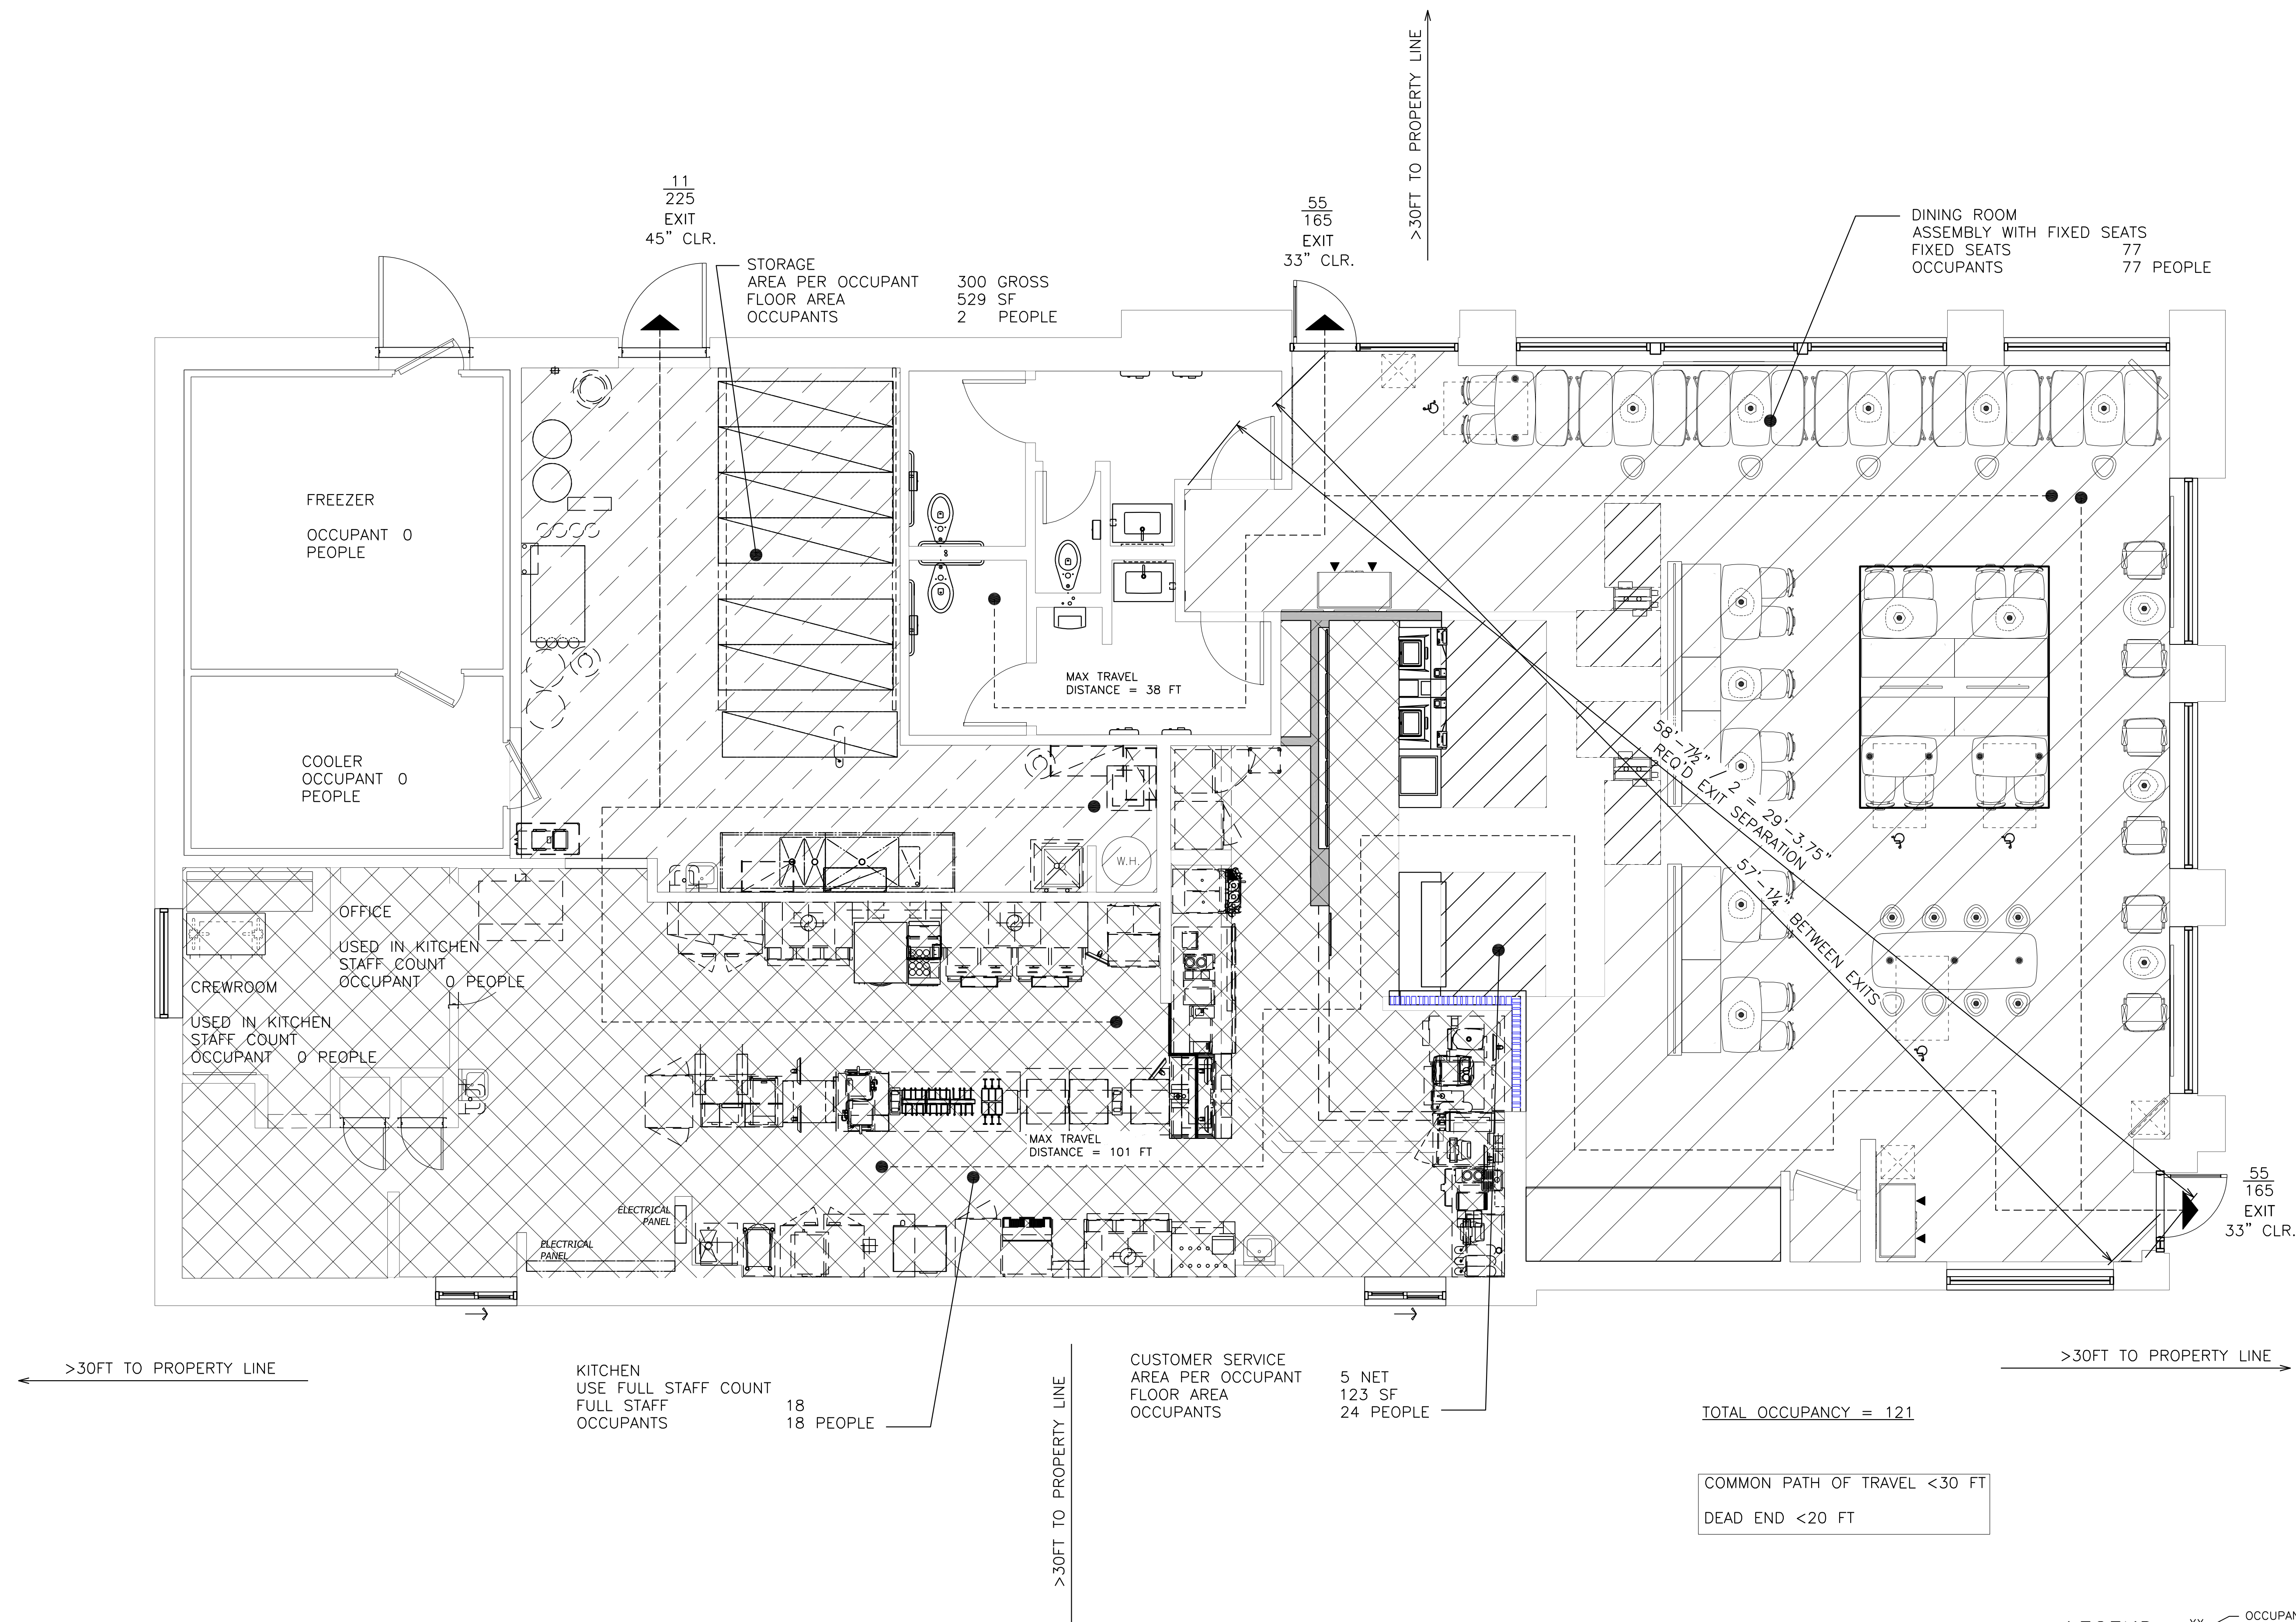 >30FT TO PROPERTY LINE
11
225
EXIT
45" CLR.
55
165
EXIT
33" CLR.
STORAGE
AREA PER OCCUPANT 300 GROSS
FLOOR AREA 529 SF
OCCUPANTS 2 PEOPLE
DINING ROOM
ASSEMBLY WITH FIXED SEATS
FIXED SEATS 77
OCCUPANTS 77 PEOPLE
FREEZER
OCCUPANT 0
PEOPLE
MAX TRAVEL
DISTANCE = 38 FT
COOLER
OCCUPANT 0
PEOPLE
58'-7½" / 2 = 29'-3.75"
REQ'D EXIT SEPARATION
57'-1¼" BETWEEN EXITS
W.H.
OFFICE
USED IN KITCHEN
STAFF COUNT
OCCUPANT 0 PEOPLE
CREWROOM
USED IN KITCHEN
STAFF COUNT
OCCUPANT 0 PEOPLE
MAX TRAVEL
DISTANCE = 101 FT
ELECTRICAL
PANEL
ELECTRICAL
PANEL
55
165
EXIT
33" CLR.
>30FT TO PROPERTY LINE
KITCHEN
USE FULL STAFF COUNT
FULL STAFF 18
OCCUPANTS 18 PEOPLE
>30FT TO PROPERTY LINE
CUSTOMER SERVICE
AREA PER OCCUPANT 5 NET
FLOOR AREA 123 SF
OCCUPANTS 24 PEOPLE
>30FT TO PROPERTY LINE
TOTAL OCCUPANCY = 121
COMMON PATH OF TRAVEL <30 FT
DEAD END <20 FT